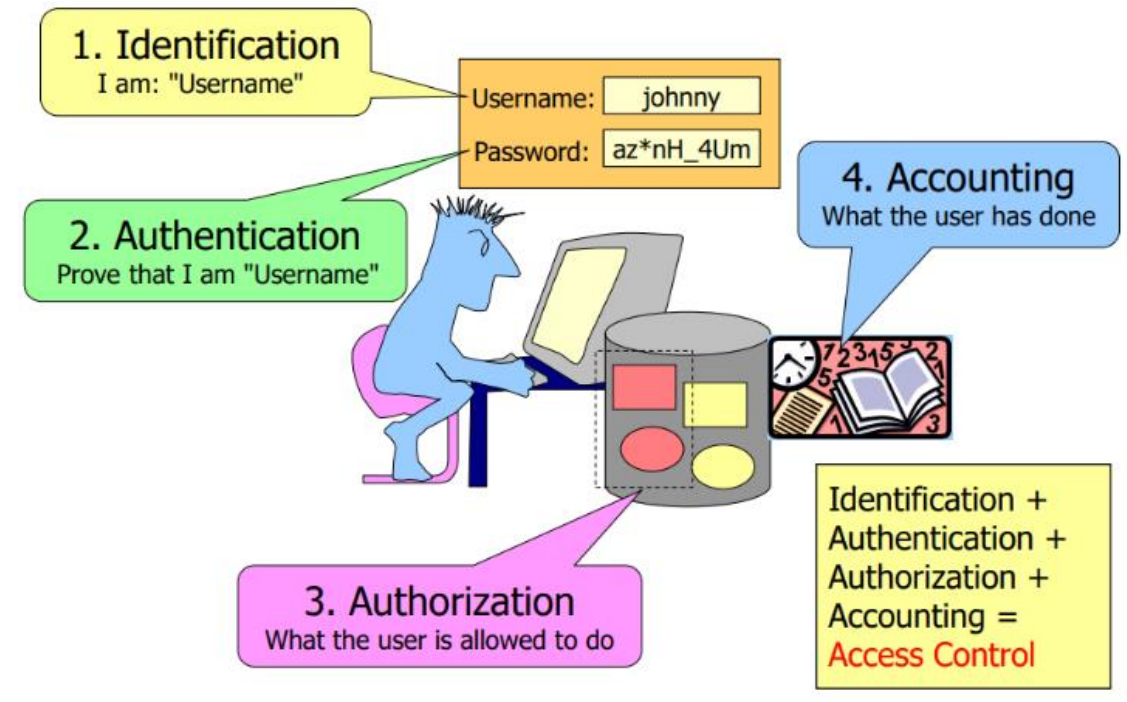 1. Identification
I am: "Username"
Username: johnny
Password: az*nH_4Um
2. Authentication
Prove that I am "Username"
4. Accounting
What the user has done
3. Authorization
What the user is allowed to do
Identification +
Authentication +
Authorization +
Accounting =
Access Control